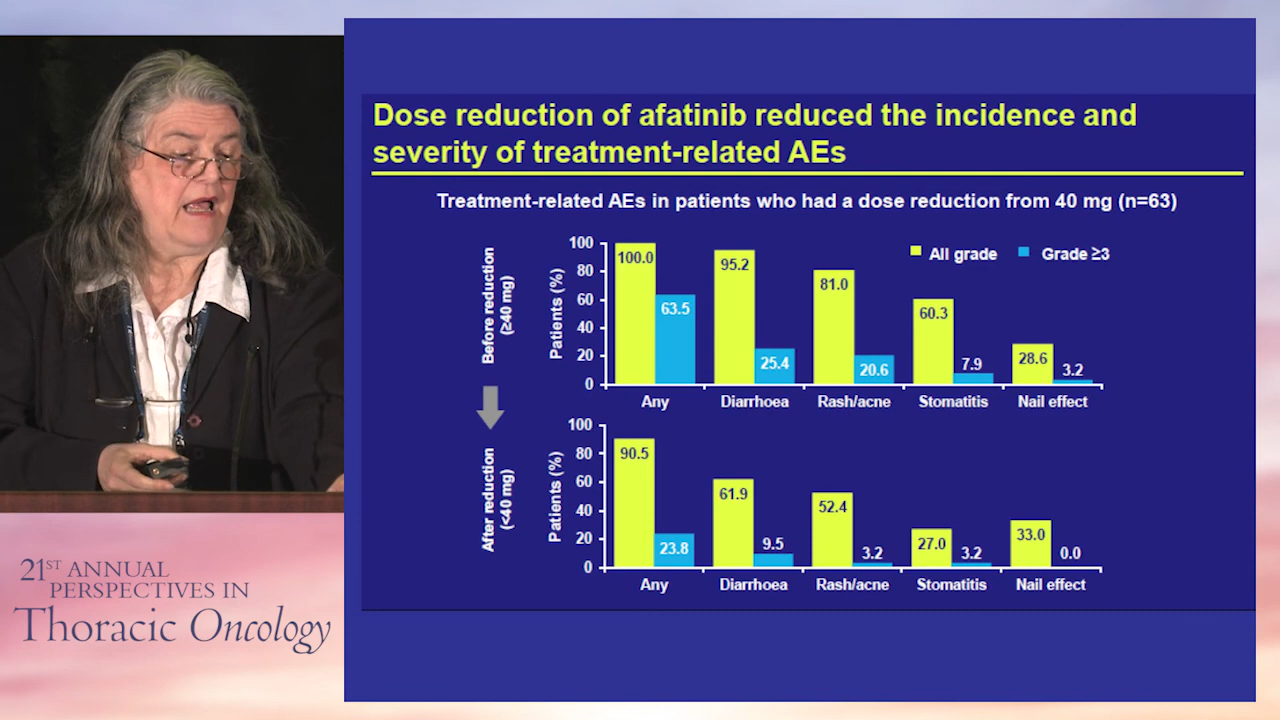 Dose reduction of afatinib reduced the incidence and
severity of treatment-related AEs
Treatment-related AEs in patients who had a dose reduction from 40 mg (n=63)
All grade Grade ≥3
Before reduction
(≥40 mg)
Patients (%)
100
80
60
40
20
0
100.0 63.5 95.2 25.4 81.0 20.6 60.3 7.9 28.6 3.2
Any Diarrhoea Rash/acne Stomatitis Nail effect
After reduction
(<40 mg)
Patients (%)
100
80
60
40
20
0
90.5 23.8 61.9 9.5 52.4 3.2 27.0 3.2 33.0 0.0
Any Diarrhoea Rash/acne Stomatitis Nail effect
21ST ANNUAL
PERSPECTIVES IN
Thoracic Oncology